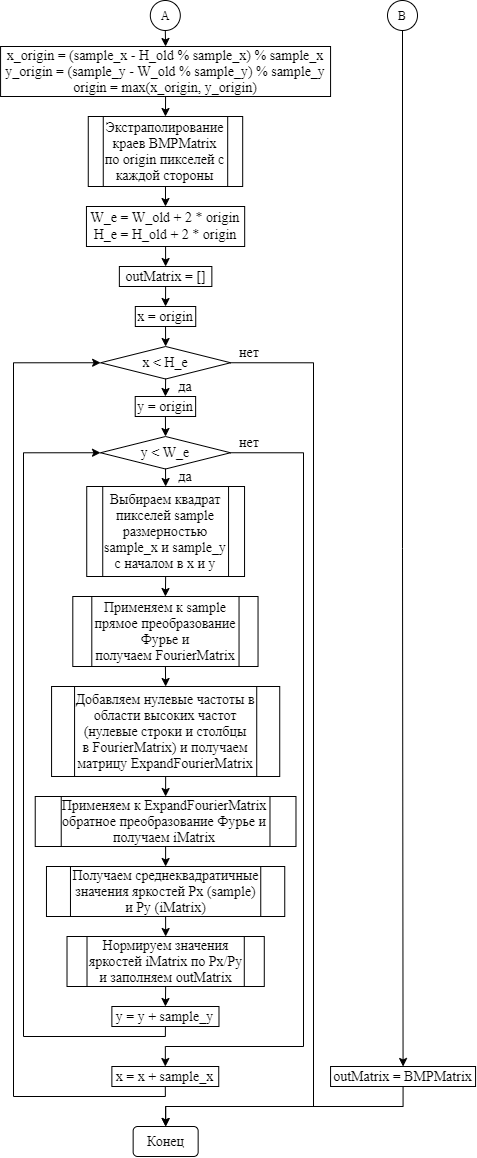 A
B
x_origin = (sample_x - H_old % sample_x) % sample_x
y_origin = (sample_y - W_old % sample_y) % sample_y
origin = max(x_origin, y_origin)
Экстраполирование
краев BMPMatrix
по origin пикселей с
каждой стороны
W_e = W_old + 2 * origin
H_e = H_old + 2 * origin
outMatrix = []
x = origin
x < H_e
нет
да
y = origin
y < W_e
нет
да
Выбираем квадрат
пикселей sample
размерностью
sample_x и sample_y
с началом в x и y
Применяем к sample
прямое преобразование
Фурье и
получаем FourierMatrix
Добавляем нулевые частоты в
области высоких частот
(нулевые строки и столбцы
в FourierMatrix) и получаем
матрицу ExpandFourierMatrix
Применяем к ExpandFourierMatrix
обратное преобразование Фурье и
получаем iMatrix
Получаем среднеквадратичные
значения яркостей Px (sample)
и Py (iMatrix)
Нормируем значения
яркостей iMatrix по Px/Py
и заполняем outMatrix
y = y + sample_y
x = x + sample_x
outMatrix = BMPMatrix
Конец